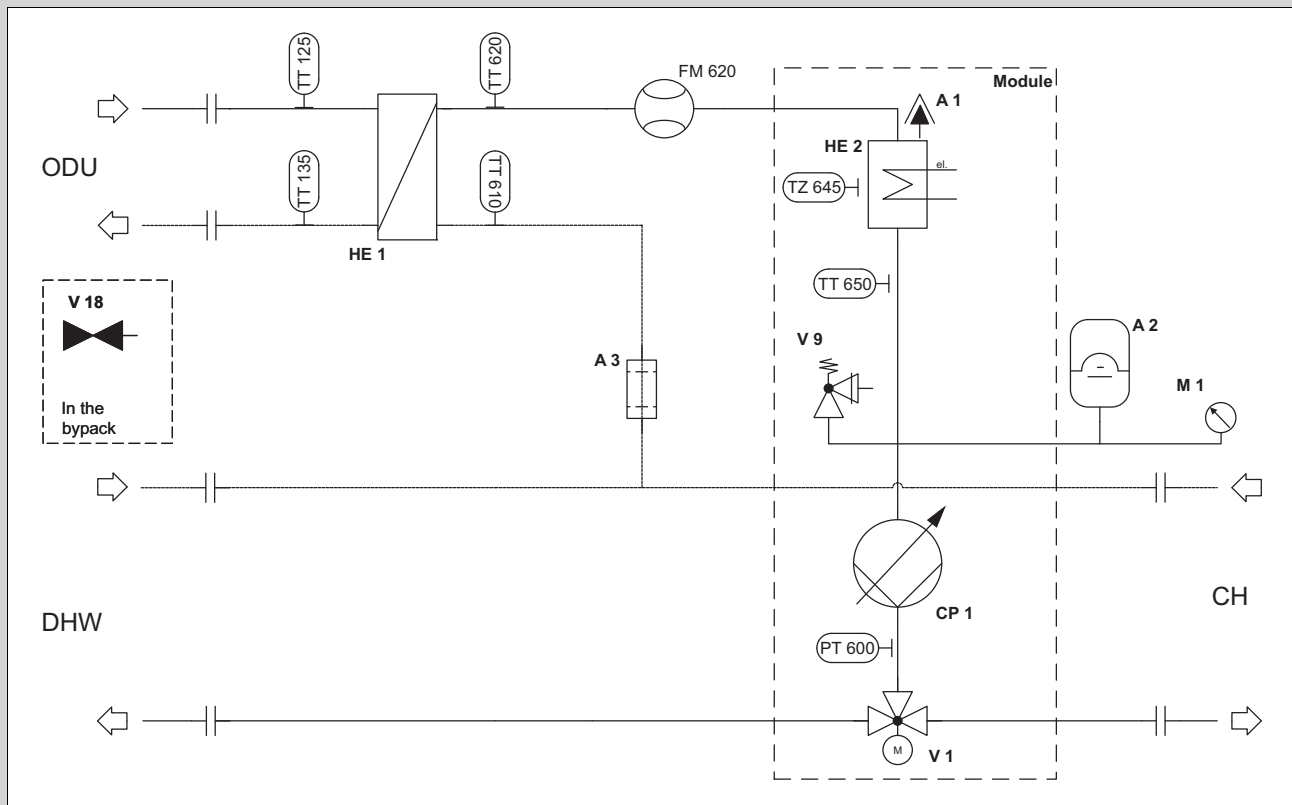 TT 125
TT 620
FM 620
Module
A 1
HE 2
el.
ODU
TT 135
TT 610
TZ 645
HE 1
TT 650
V 18
A 2
V 9
A 3
M 1
In the
bypack
CH
DHW
CP 1
PT 600
M
V 1